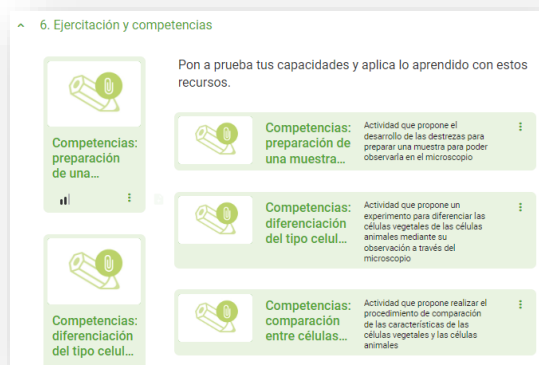 6. Ejercitación y competencias
Competencias:
preparación
de una...
Competencias:
diferenciación
del tipo celul...
Pon a prueba tus capacidades y aplica lo aprendido con estos
recursos.
Competencias:
preparación de
una muestra...
Actividad que propone el
desarrollo de las destrezas para
preparar una muestra para poder
observarla en el microscopio
Competencias:
diferenciación
del tipo celul...
Actividad que propone un
experimento para diferenciar las
células vegetales de las células
animales mediante su
observación a través del
microscopio
Competencias:
comparación
entre células...
Actividad que propone realizar el
procedimiento de comparación
de las características de las
células vegetales y las células
animales